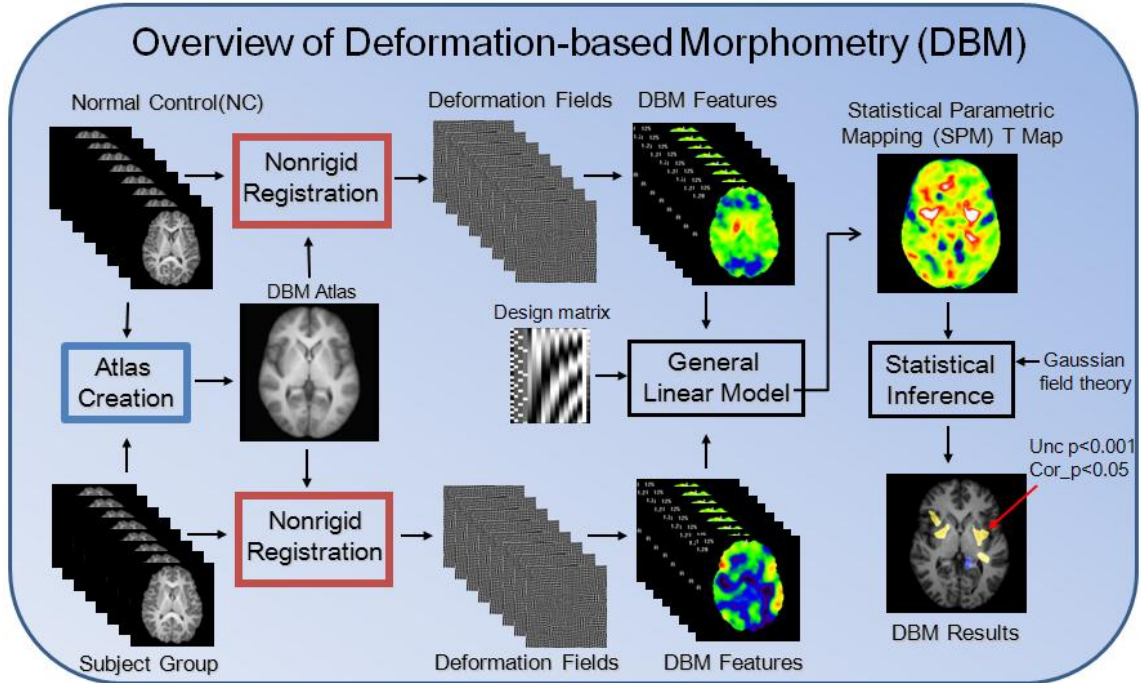 Overview of Deformation-based Morphometry (DBM)
Normal Control(NC)
Deformation Fields
DBM Features
Statistical Parametric
Mapping (SPM) T Map
Nonrigid
Registration
DBM Atlas
Design matrix
Atlas
Creation
General
Linear Model
Statistical
Inference
Gaussian
field theory
Unc p<0.001
Cor_p<0.05
Nonrigid
Registration
Subject Group
Deformation Fields
DBM Features
DBM Results